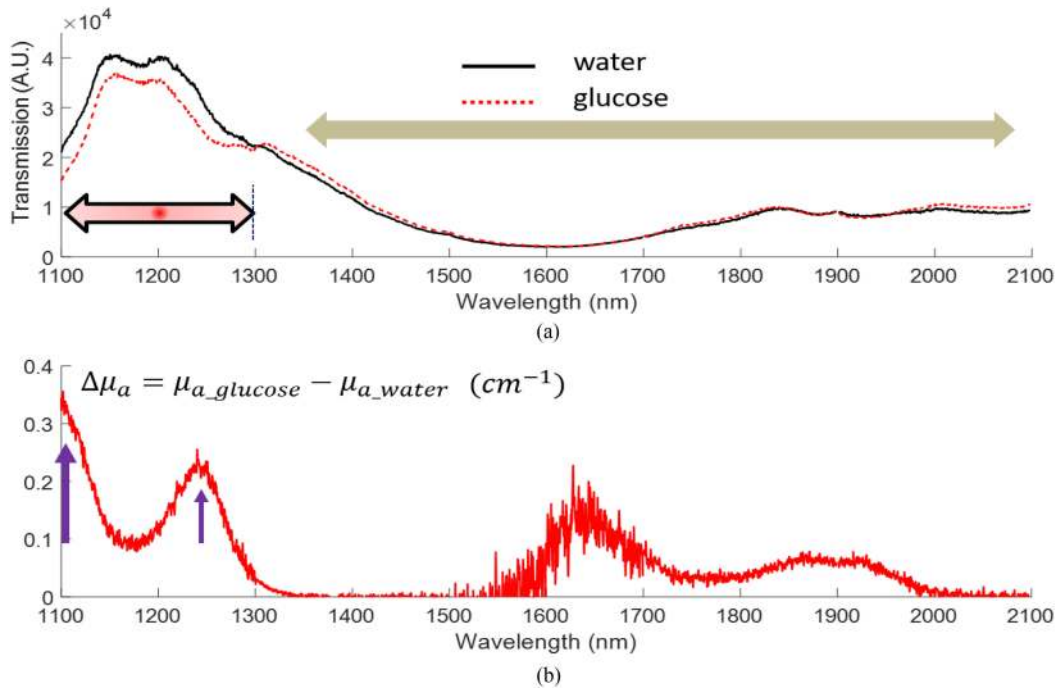 ×10⁴
Transmission (A.U.)
4
3
2
1
0
water
glucose
1100 1200 1300 1400 1500 1600 1700 1800 1900 2000 2100
Wavelength (nm)
(a)
0.4
0.3
0.2
0.1
0
Δμₐ = μₐ_glucose − μₐ_water (cm⁻¹)
1100 1200 1300 1400 1500 1600 1700 1800 1900 2000 2100
Wavelength (nm)
(b)